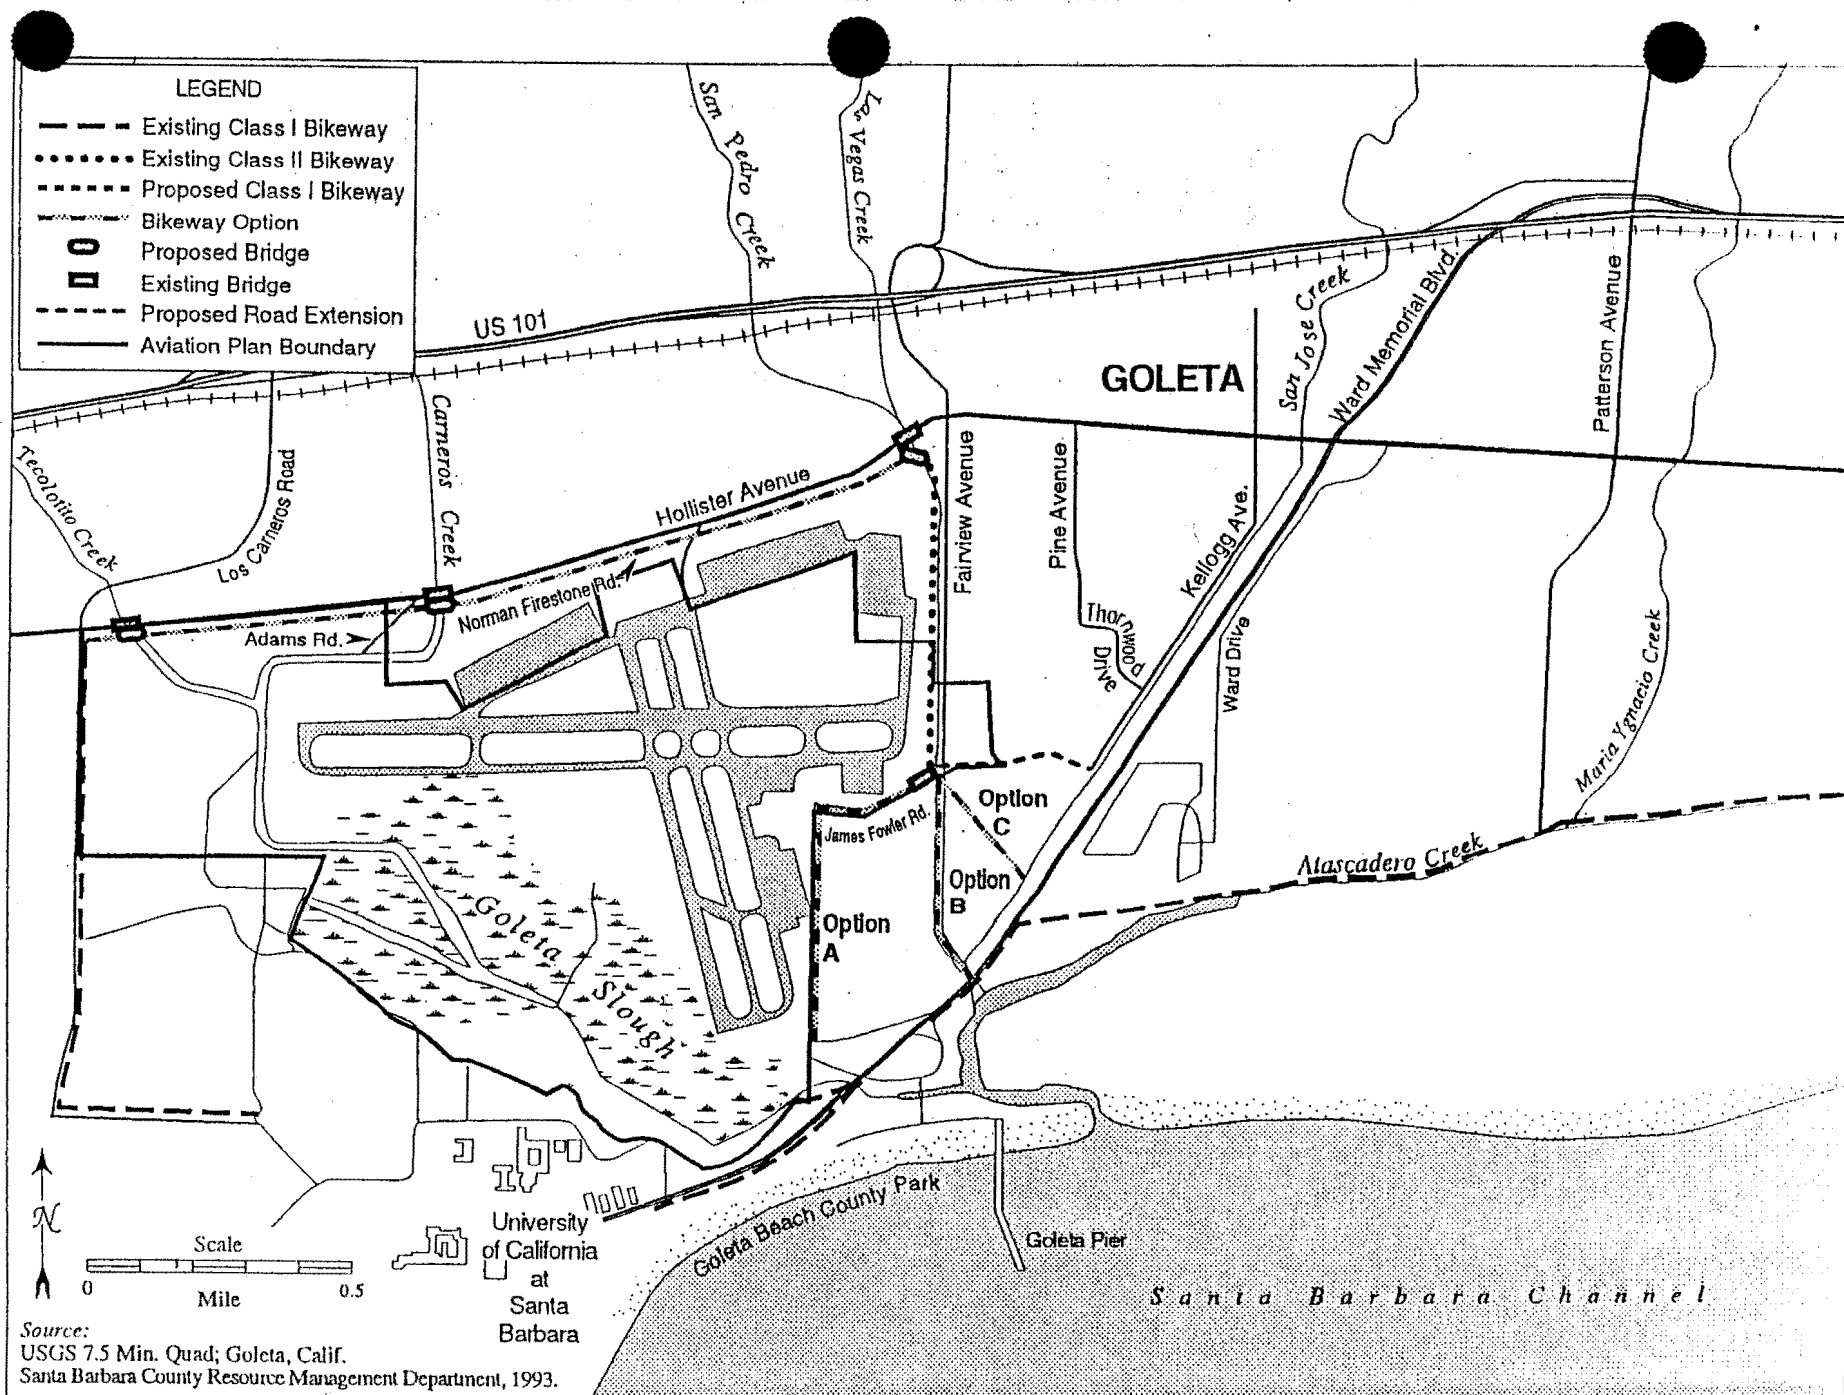 LEGEND
Existing Class I Bikeway
Existing Class II Bikeway
Proposed Class I Bikeway
Bikeway Option
Proposed Bridge
Existing Bridge
Proposed Road Extension
Aviation Plan Boundary
San Pedro Creek
Las Vegas Creek
US 101
GOLETA
San Jose Creek
Ward Memorial Blvd.
Patterson Avenue
Tecolotito Creek
Los Carneros Road
Carneros Creek
Hollister Avenue
Fairview Avenue
Pine Avenue
Kellogg Ave.
Adams Rd.
Norman Firestone Rd.
Thornwood
Drive
Ward Drive
Maria Ygnacio Creek
James Fowler Rd.
Option
C
Option
B
Option
A
Atascadero Creek
Goleta
Slough
N
Scale
0
0.5
Mile
University
of California
at
Santa
Barbara
Goleta Beach County Park
Goleta Pier
Santa Barbara Channel
Source:
USGS 7.5 Min. Quad; Goleta, Calif.
Santa Barbara County Resource Management Department, 1993.